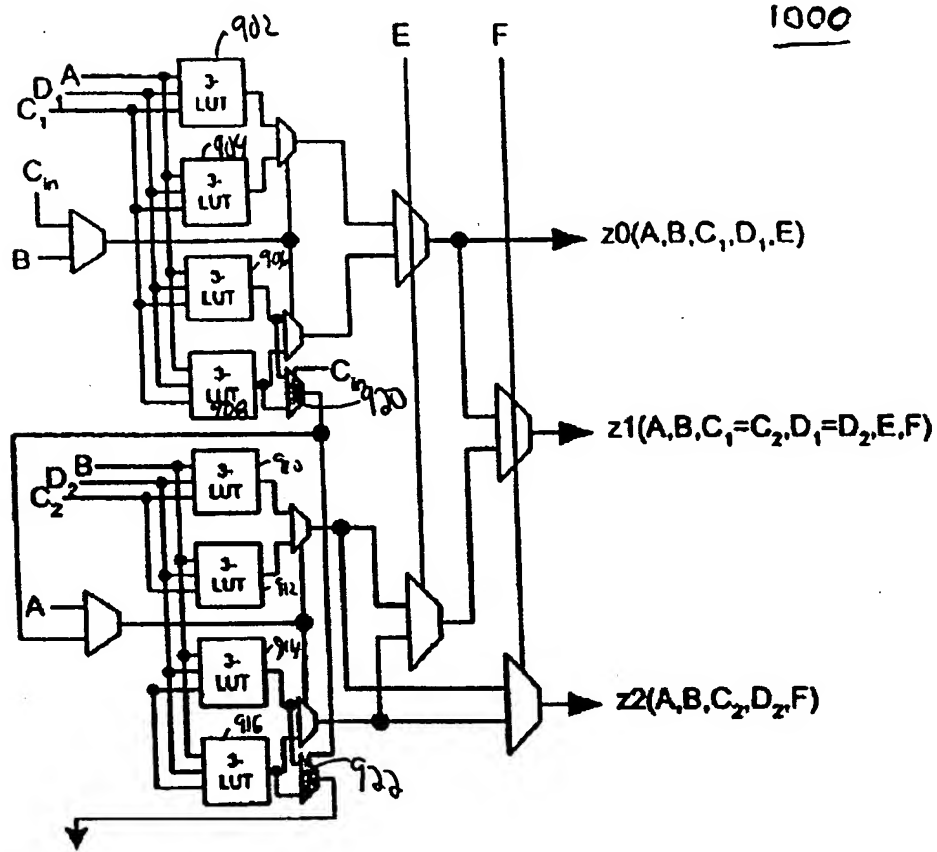 1000
902
E F
A
D1
C1
3-
LUT
904
3-
LUT
Cin
B
906
3-
LUT
LUT
908
Cin
920
z0(A,B,C1,D1,E)
z1(A,B,C1=C2,D1=D2,E,F)
B
D2
C2
3-
LUT
3-
LUT
912
A
914
3-
LUT
916
3-
LUT
922
z2(A,B,C2,D2,F)